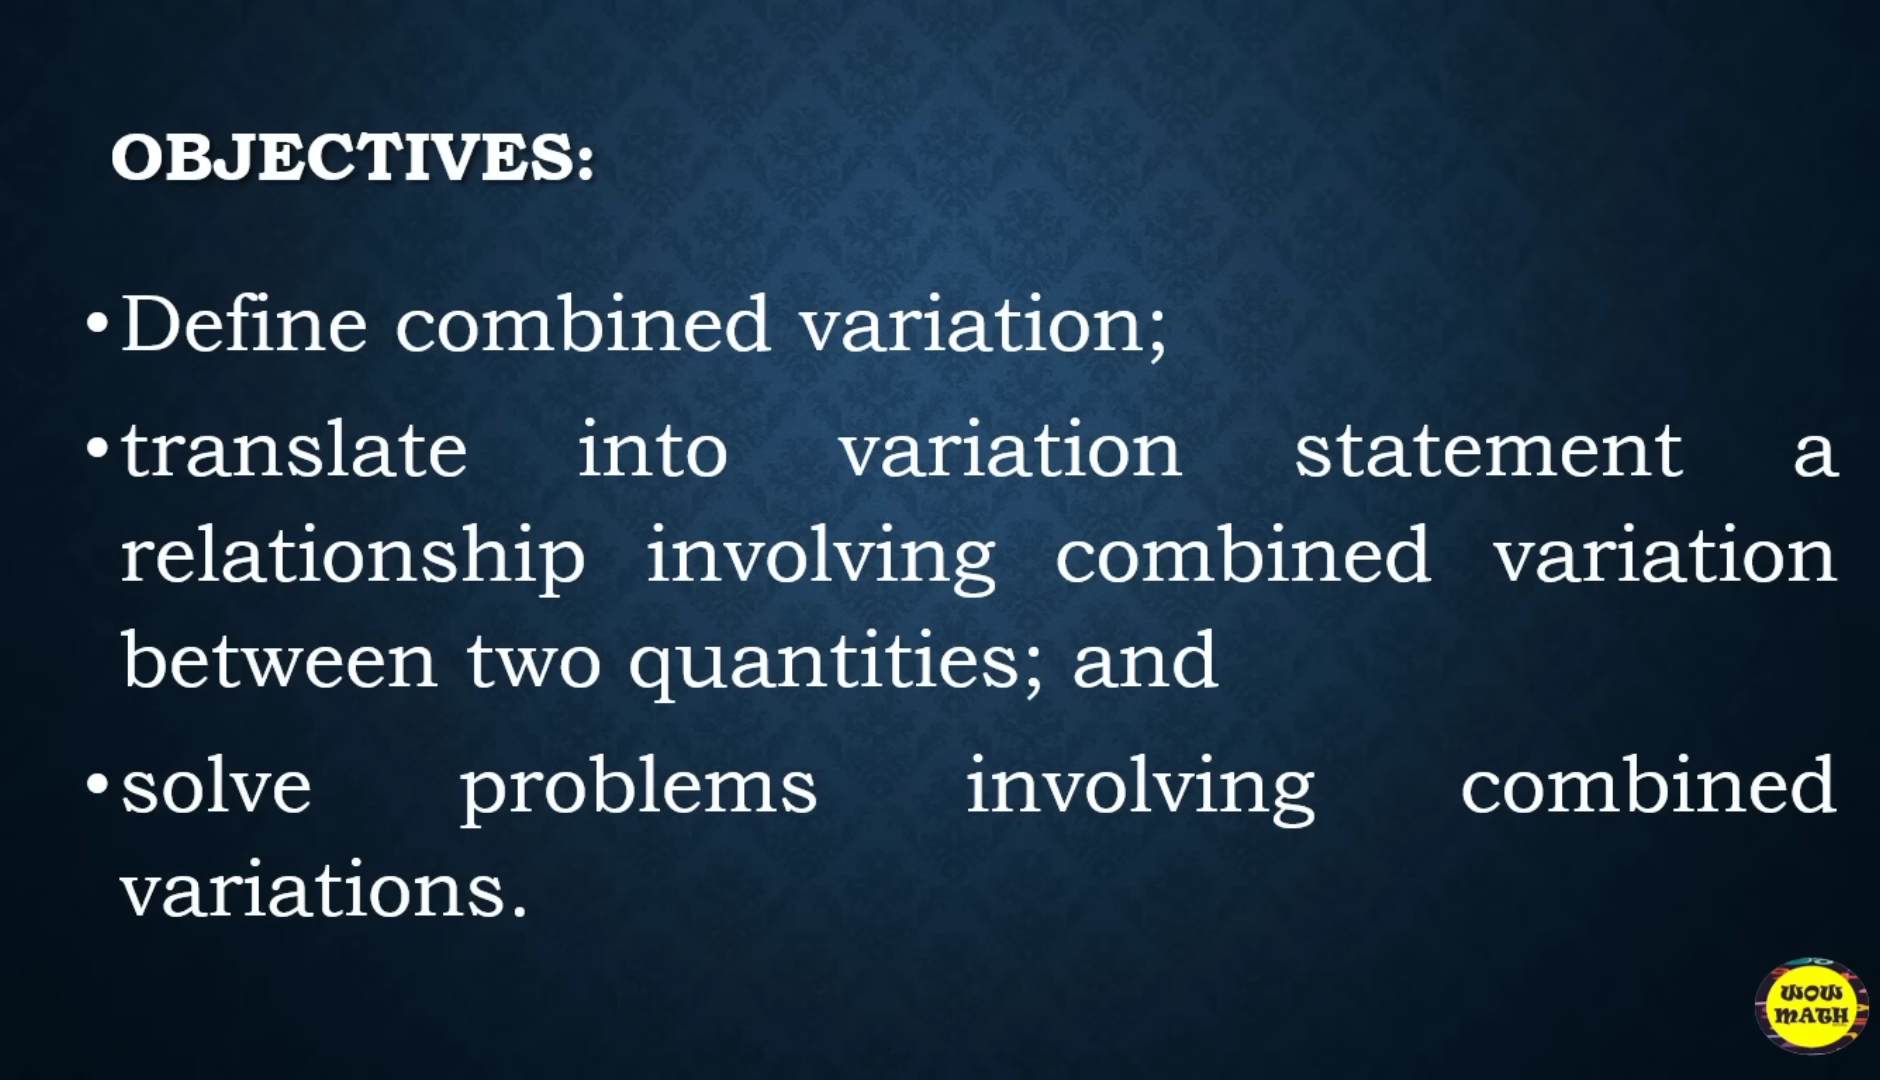 OBJECTIVES:
•Define combined variation;
•translate into variation statement a
relationship involving combined variation
between two quantities; and
•solve problems involving combined
variations.
WOW
MATH